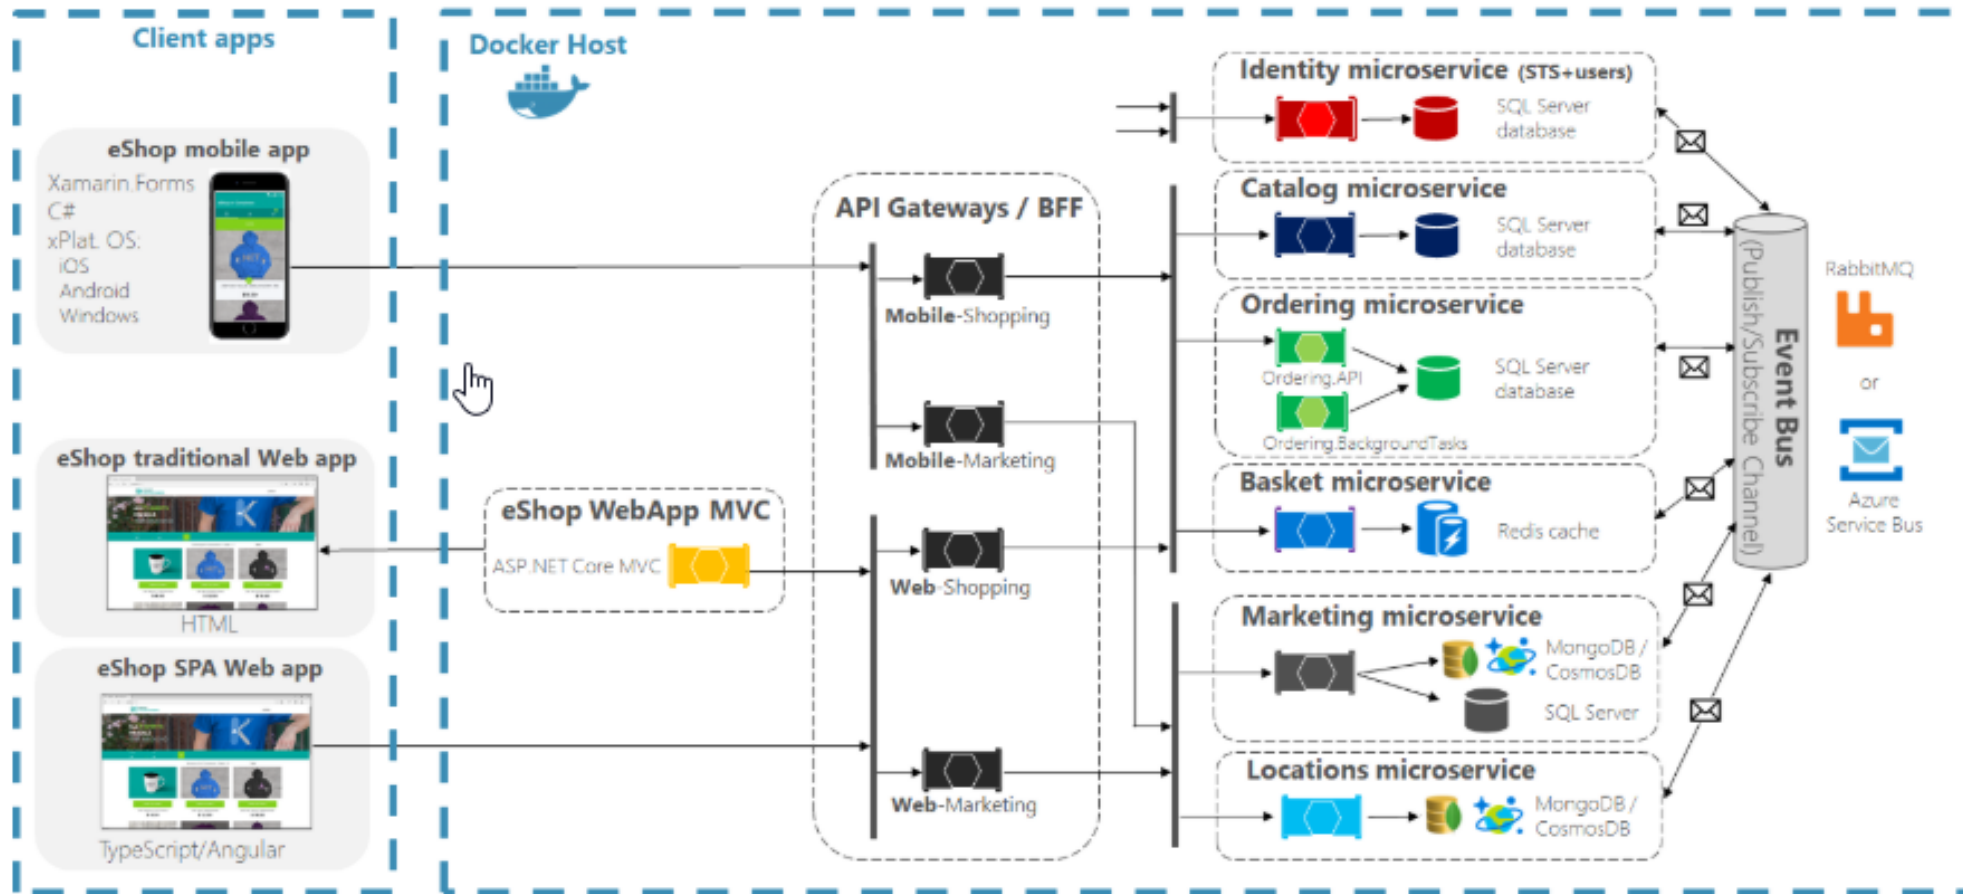 Client apps
eShop mobile app
Xamarin.Forms
C#
xPlat. OS:
iOS
Android
Windows
eShop traditional Web app
HTML
eShop SPA Web app
TypeScript/Angular
Docker Host
eShop WebApp MVC
ASP.NET Core MVC
API Gateways / BFF
Mobile-Shopping
Mobile-Marketing
Web-Shopping
Web-Marketing
Identity microservice (STS+users)
SQL Server
database
Catalog microservice
SQL Server
database
Ordering microservice
Ordering.API
SQL Server
database
Ordering.BackgroundTasks
Basket microservice
Redis cache
Marketing microservice
MongoDB /
CosmosDB
SQL Server
Locations microservice
MongoDB /
CosmosDB
Event Bus
(Publish/Subscribe Channel)
RabbitMQ
or
Azure
Service Bus